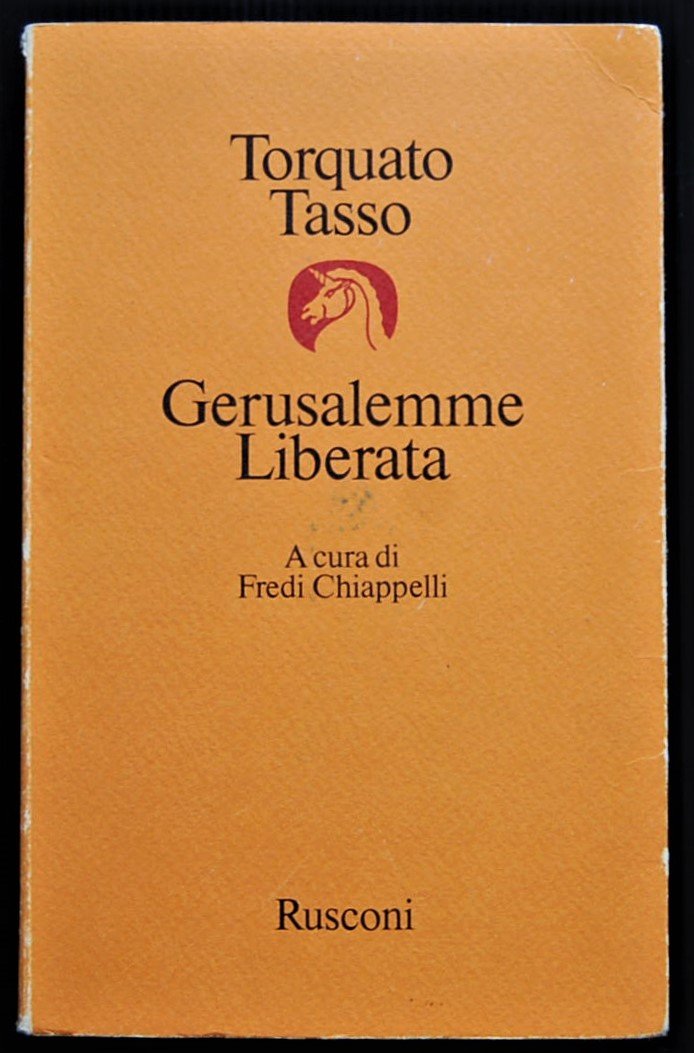 Torquato
Tasso
Gerusalemme
Liberata
A cura di
Fredi Chiappelli
Rusconi